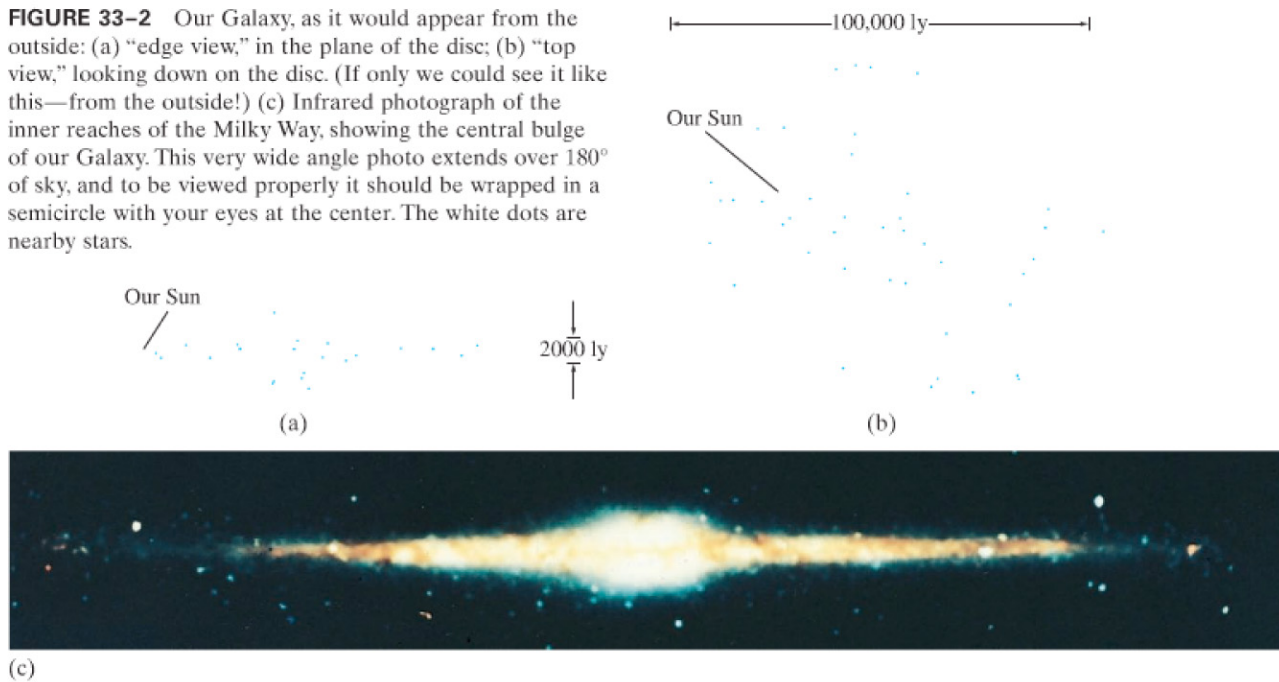 FIGURE 33–2 Our Galaxy, as it would appear from the
outside: (a) “edge view,” in the plane of the disc; (b) “top
view,” looking down on the disc. (If only we could see it like
this—from the outside!) (c) Infrared photograph of the
inner reaches of the Milky Way, showing the central bulge
of our Galaxy. This very wide angle photo extends over 180°
of sky, and to be viewed properly it should be wrapped in a
semicircle with your eyes at the center. The white dots are
nearby stars.
Our Sun
2000 ly
(a)
100,000 ly
Our Sun
(b)
(c)